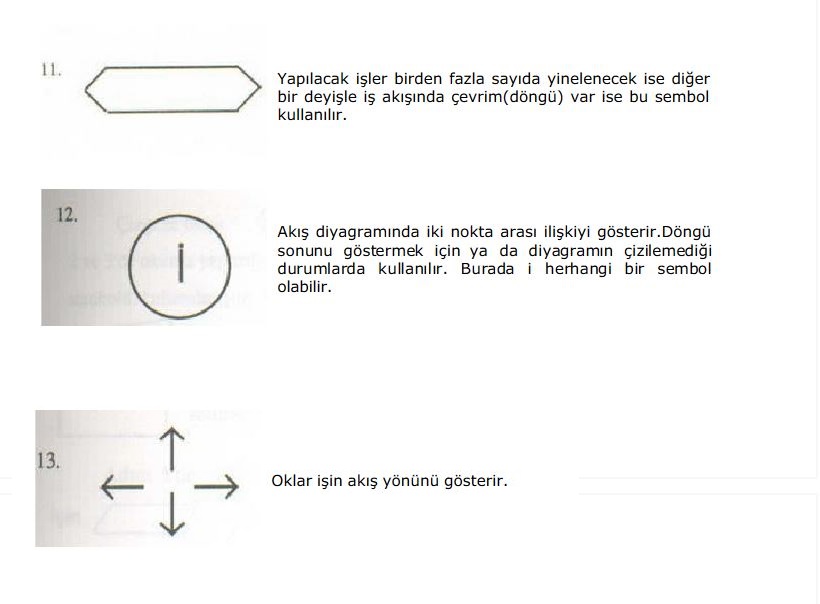 11.
Yapılacak işler birden fazla sayıda yinelenecek ise diğer
bir deyişle iş akışında çevrim(döngü) var ise bu sembol
kullanılır.
12.
i
Akış diyagramında iki nokta arası ilişkiyi gösterir.Döngü
sonunu göstermek için ya da diyagramın çizilemediği
durumlarda kullanılır. Burada i herhangi bir sembol
olabilir.
13.
Oklar işin akış yönünü gösterir.